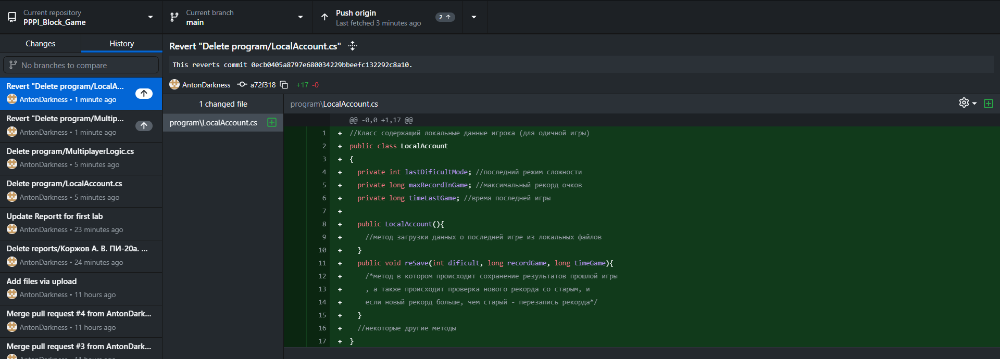 Current repository
PPPI_Block_Game
Current branch
main
Push origin
Last fetched 3 minutes ago
2
Changes
History
No branches to compare
Revert "Delete program/LocalA...
AntonDarkness • 1 minute ago
Revert "Delete program/Multip...
AntonDarkness • 1 minute ago
Delete program/MultiplayerLogic.cs
AntonDarkness • 5 minutes ago
Delete program/LocalAccount.cs
AntonDarkness • 5 minutes ago
Update Reportt for first lab
AntonDarkness • 23 minutes ago
Delete reports/Коржов А. В. ПИ-20а. ...
AntonDarkness • 24 minutes ago
Add files via upload
AntonDarkness • 11 hours ago
Merge pull request #4 from AntonDark...
AntonDarkness • 11 hours ago
Merge pull request #3 from AntonDark...
AntonDarkness • 11 hours ago
Revert "Delete program/LocalAccount.cs"
This reverts commit 0ecb0405a8797e680034229bbeefc132292c8a10.
AntonDarkness a72f318 +17 -0
1 changed file
program\LocalAccount.cs
program\LocalAccount.cs
@@ -0,0 +1,17 @@
1 + //Класс содержащий локальные данные игрока (для одичной игры)
2 + public class LocalAccount
3 + {
4 + private int lastDificultMode; //последний режим сложности
5 + private long maxRecordInGame; //максимальный рекорд очков
6 + private long timeLastGame; //время последней игры
7 +
8 + public LocalAccount(){
9 + //метод загрузки данных о последней игре из локальных файлов
10 + }
11 + public void reSave(int dificult, long recordGame, long timeGame){
12 + /*метод в котором происходит сохранение результатов прошлой игры
13 + , а также происходит проверка нового рекорда со старым, и
14 + если новый рекорд больше, чем старый - перезапись рекорда*/
15 + }
16 + //некоторые другие методы
17 + }